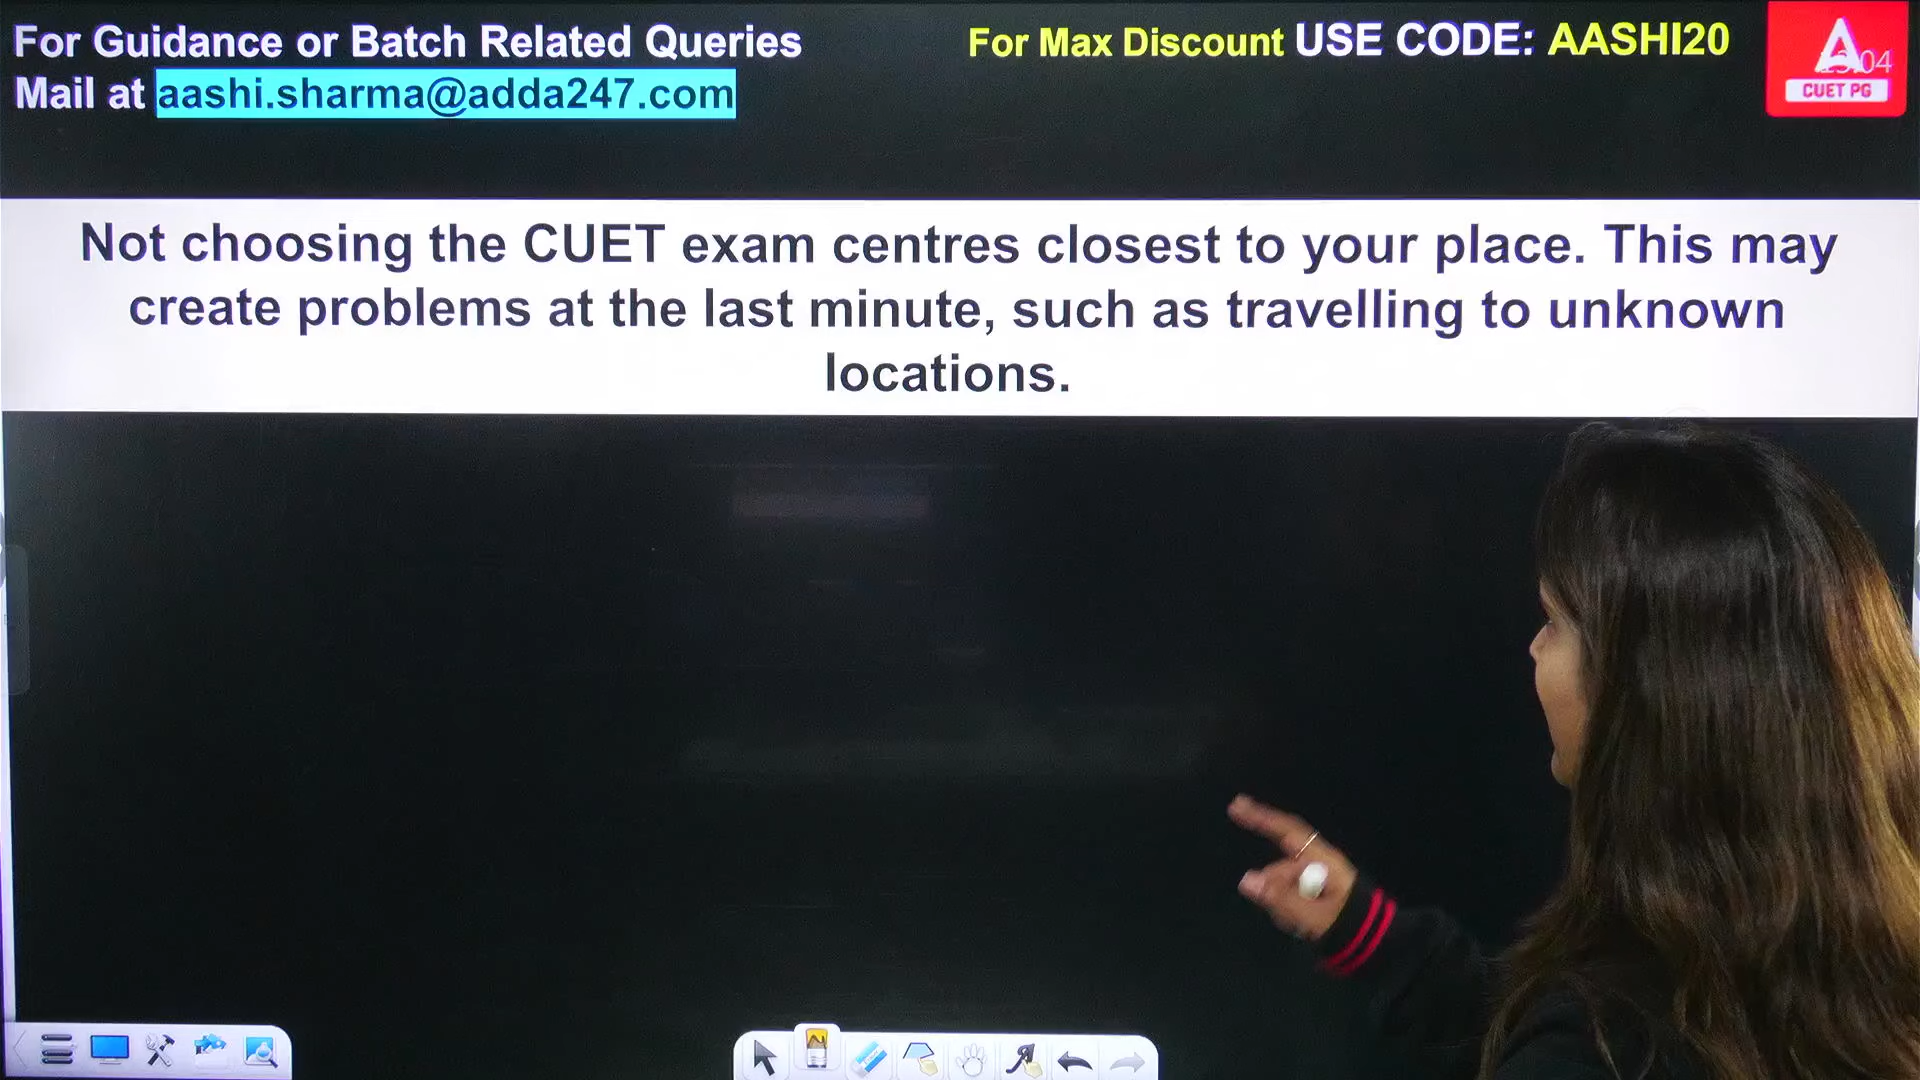 For Guidance or Batch Related Queries
Mail at aashi.sharma@adda247.com
For Max Discount USE CODE: AASHI20
A
CUET PG
Not choosing the CUET exam centres closest to your place. This may
create problems at the last minute, such as travelling to unknown
locations.